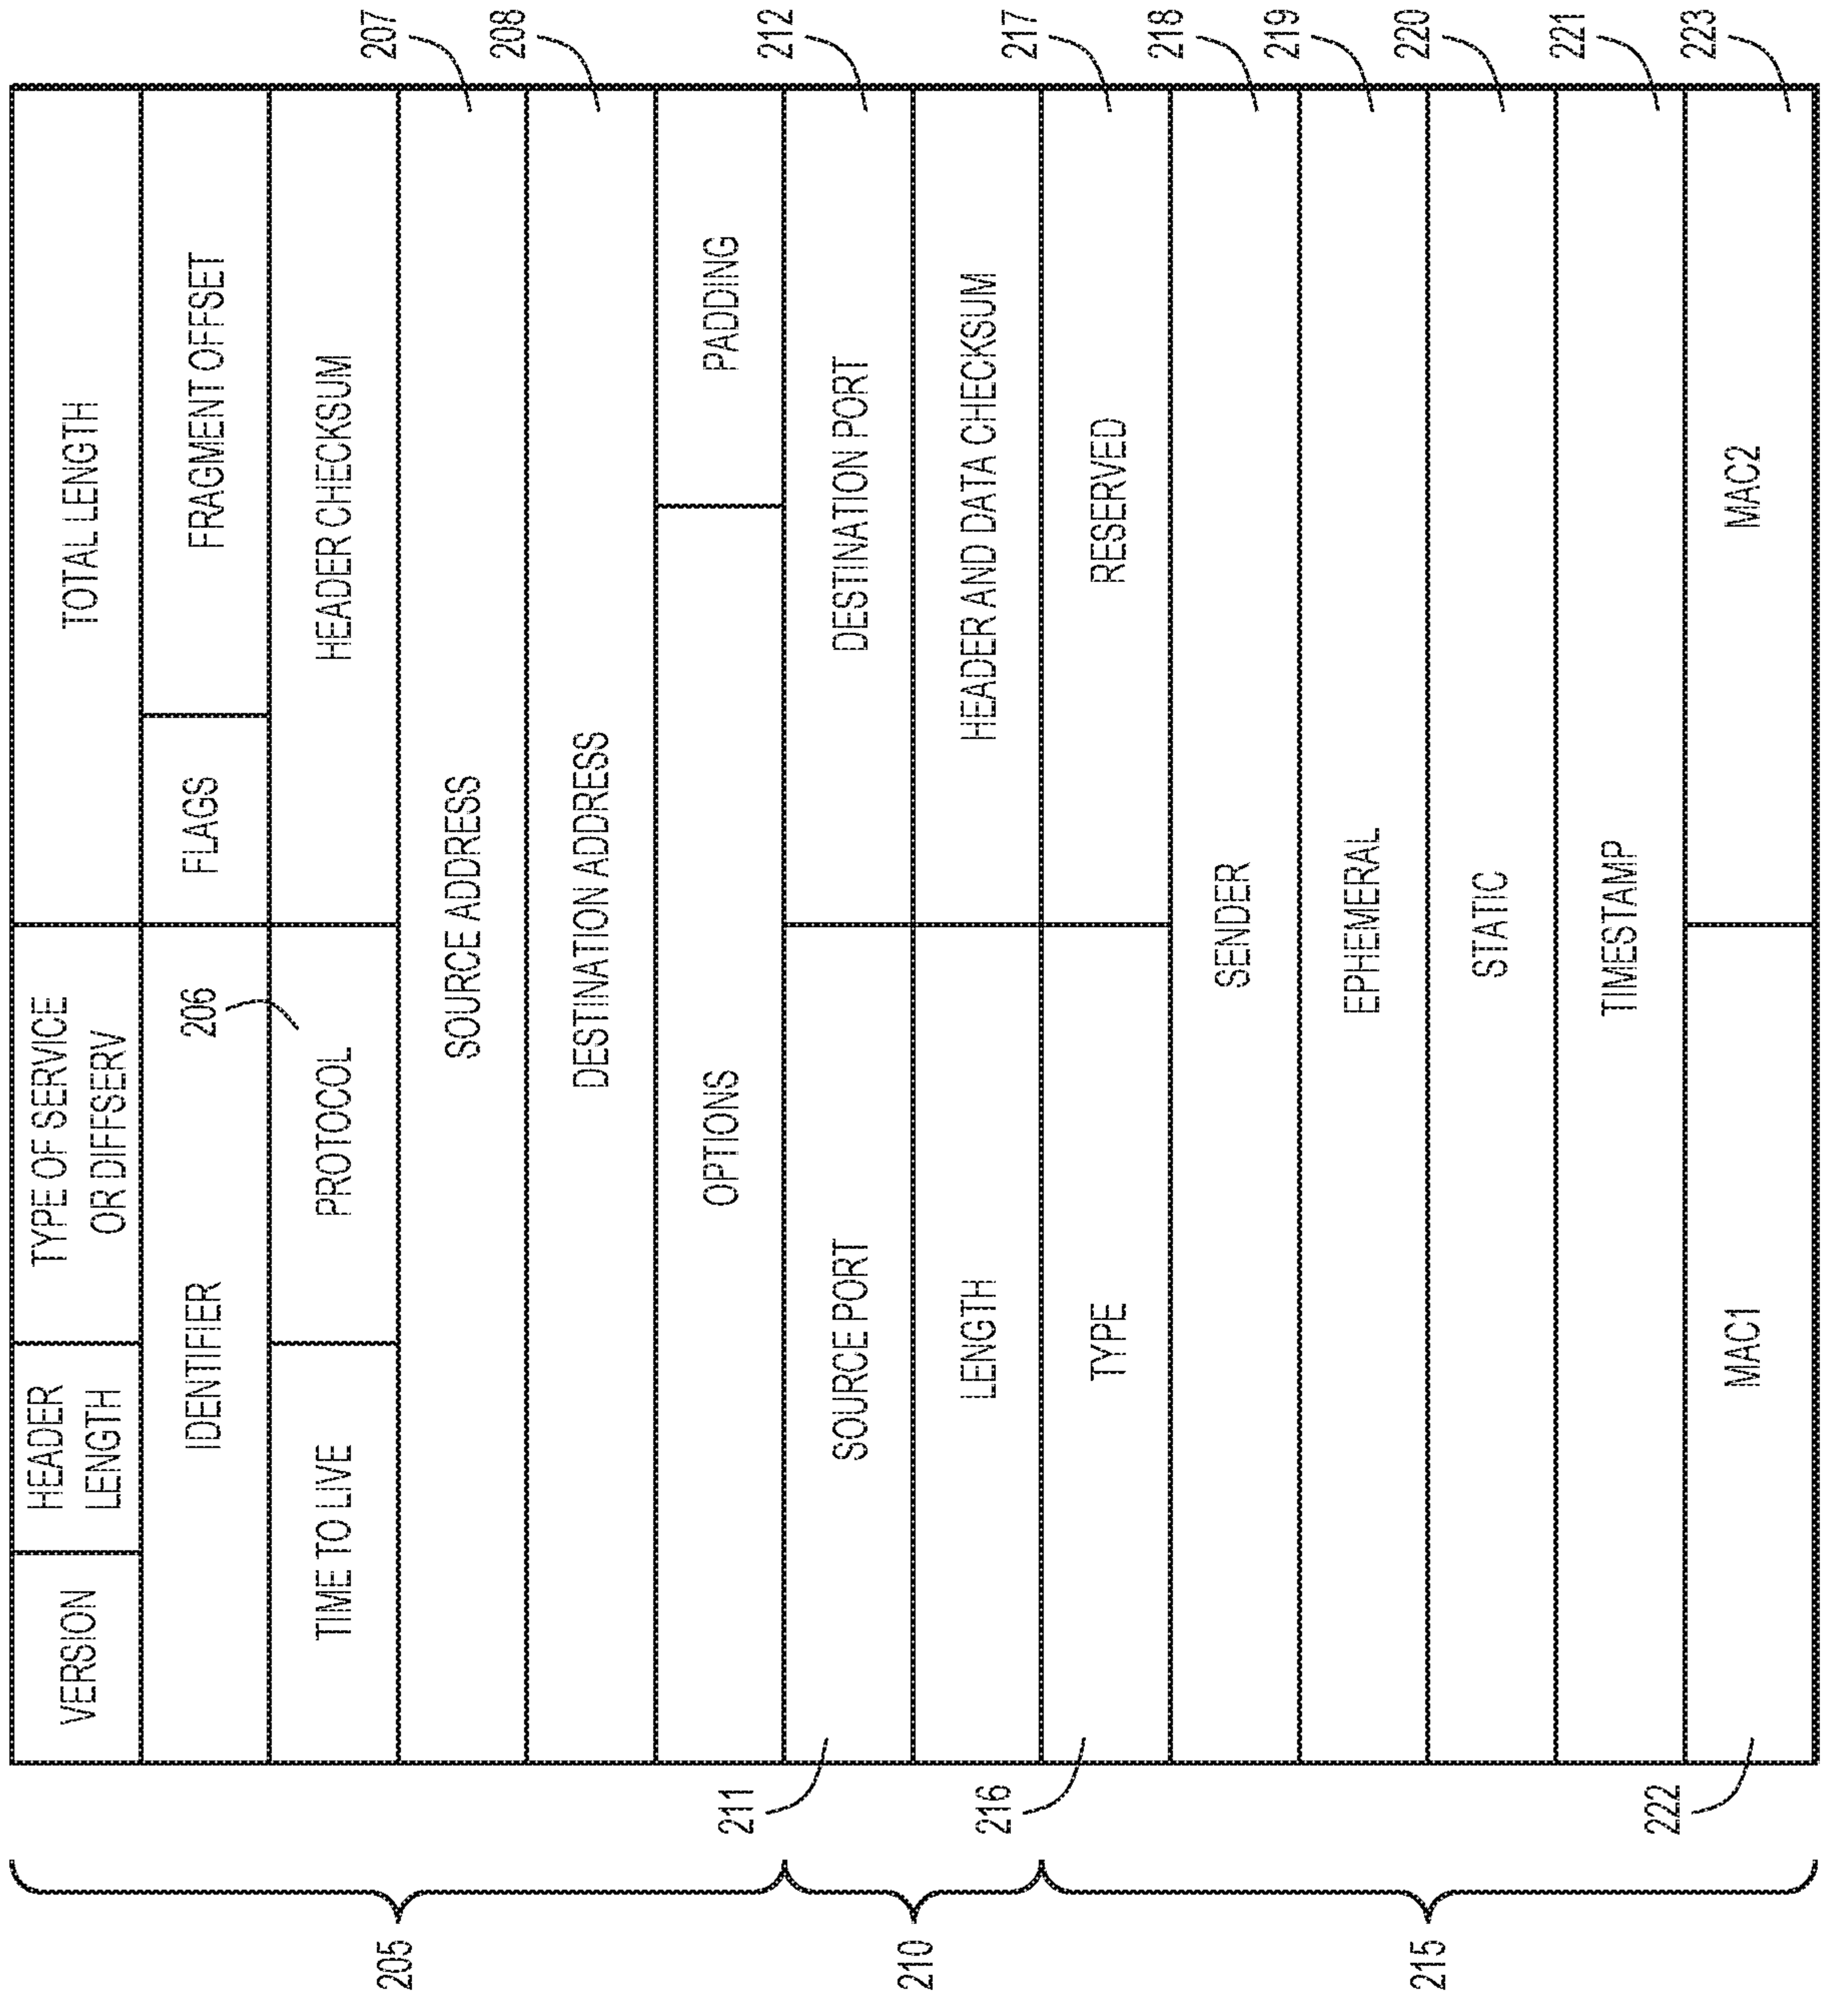 VERSION
HEADER
LENGTH
TYPE OF SERVICE
OR DIFFSERV
TOTAL LENGTH
IDENTIFIER
FLAGS
FRAGMENT OFFSET
206
TIME TO LIVE
PROTOCOL
HEADER CHECKSUM
205
SOURCE ADDRESS
207
DESTINATION ADDRESS
208
OPTIONS
PADDING
211
SOURCE PORT
DESTINATION PORT
212
210
LENGTH
HEADER AND DATA CHECKSUM
216
TYPE
RESERVED
217
SENDER
218
EPHEMERAL
219
215
STATIC
220
TIMESTAMP
221
222
MAC1
MAC2
223